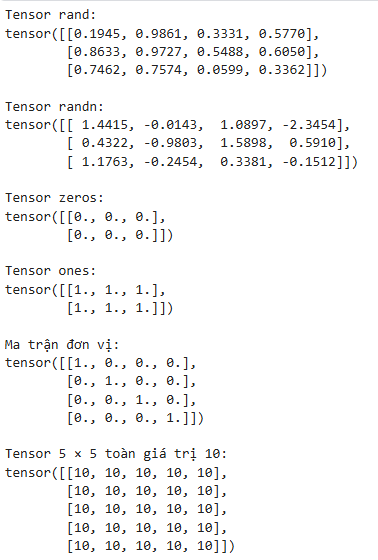 Tensor rand:
tensor([[0.1945, 0.9861, 0.3331, 0.5770],
        [0.8633, 0.9727, 0.5488, 0.6050],
        [0.7462, 0.7574, 0.0599, 0.3362]])
Tensor randn:
tensor([[ 1.4415, -0.0143,  1.0897, -2.3454],
        [ 0.4322, -0.9803,  1.5898,  0.5910],
        [ 1.1763, -0.2454,  0.3381, -0.1512]])
Tensor zeros:
tensor([[0., 0., 0.],
        [0., 0., 0.]])
Tensor ones:
tensor([[1., 1., 1.],
        [1., 1., 1.]])
Ma trận đơn vị:
tensor([[1., 0., 0., 0.],
        [0., 1., 0., 0.],
        [0., 0., 1., 0.],
        [0., 0., 0., 1.]])
Tensor 5 × 5 toàn giá trị 10:
tensor([[10, 10, 10, 10, 10],
        [10, 10, 10, 10, 10],
        [10, 10, 10, 10, 10],
        [10, 10, 10, 10, 10],
        [10, 10, 10, 10, 10]])